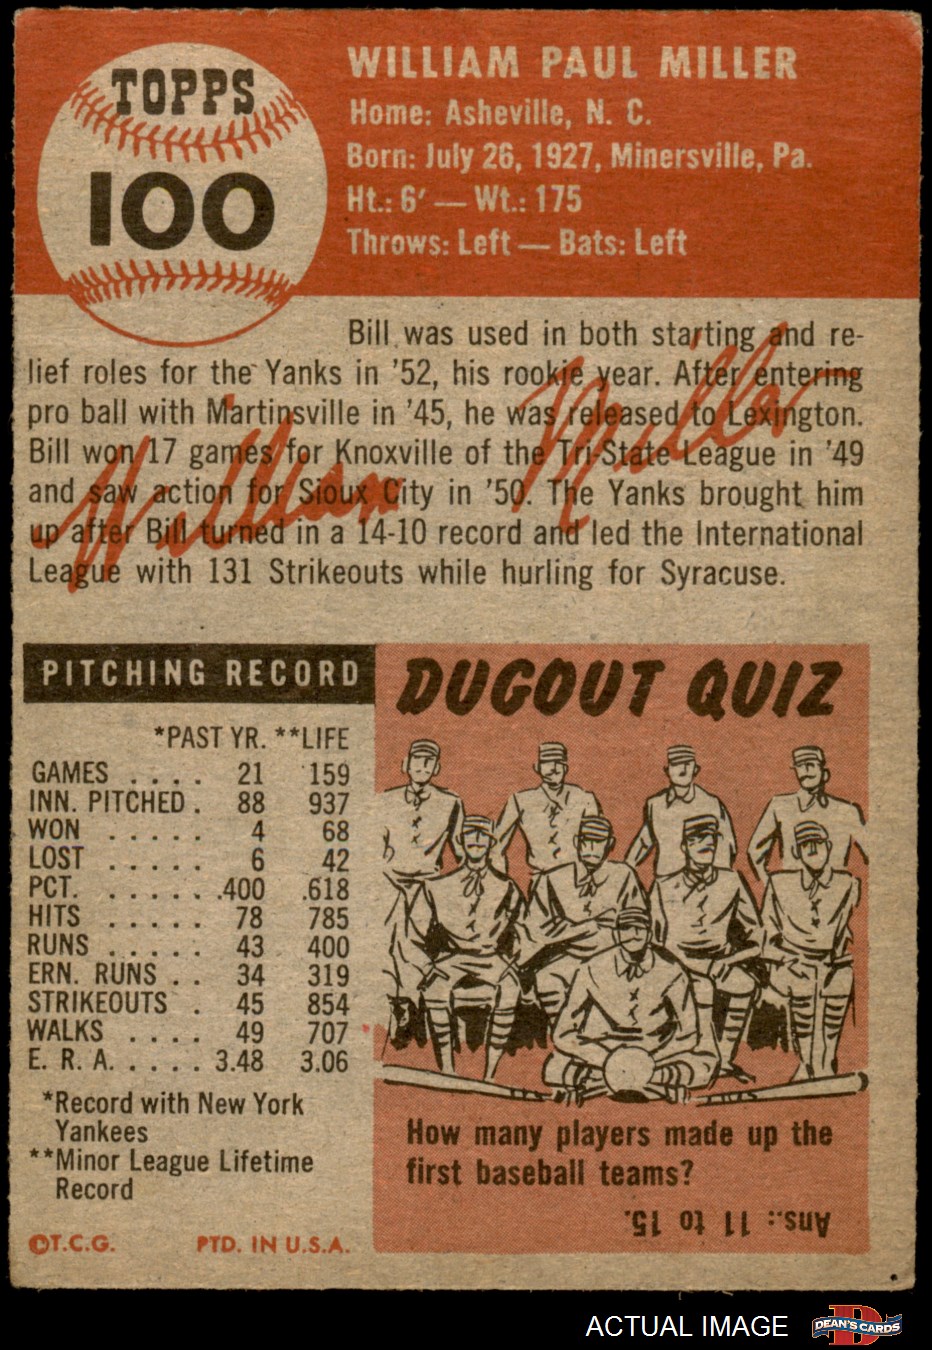 TOPPS
100
WILLIAM PAUL MILLER
Home: Asheville, N. C.
Born: July 26, 1927, Minersville, Pa.
Ht.: 6′ — Wt.: 175
Throws: Left — Bats: Left
Bill was used in both starting and re-
lief roles for the Yanks in '52, his rookie year. After entering
pro ball with Martinsville in '45, he was released to Lexington.
Bill won 17 games for Knoxville of the Tri-State League in '49
and saw action for Sioux City in '50. The Yanks brought him
up after Bill turned in a 14-10 record and led the International
League with 131 Strikeouts while hurling for Syracuse.
William Miller
PITCHING RECORD
*PAST YR. **LIFE
GAMES . . . . 21 159
INN. PITCHED . 88 937
WON . . . . . 4 68
LOST . . . . . 6 42
PCT. . . . . . .400 .618
HITS . . . . . 78 785
RUNS . . . . . 43 400
ERN. RUNS . . 34 319
STRIKEOUTS . 45 854
WALKS . . . . 49 707
E. R. A. . . . . 3.48 3.06
*Record with New York
Yankees
**Minor League Lifetime
Record
©T.C.G. PTD. IN U.S.A.
DUGOUT QUIZ
How many players made up the
first baseball teams?
Ans.: 11 to 15.
ACTUAL IMAGE
D
DEAN'S CARDS